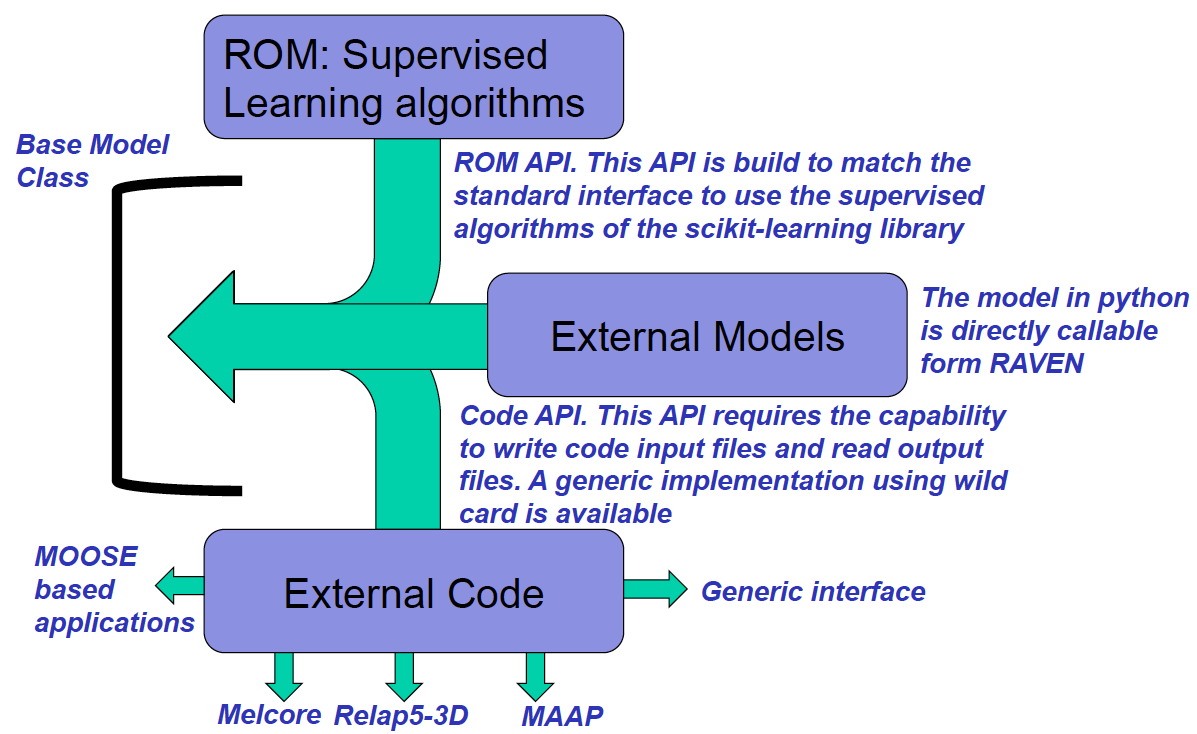 ROM: Supervised
Learning algorithms
Base Model
Class
ROM API. This API is build to match the
standard interface to use the supervised
algorithms of the scikit-learning library
External Models
The model in python
is directly callable
form RAVEN
Code API. This API requires the capability
to write code input files and read output
files. A generic implementation using wild
card is available
MOOSE
based
applications
External Code
Generic interface
Melcore
Relap5-3D
MAAP